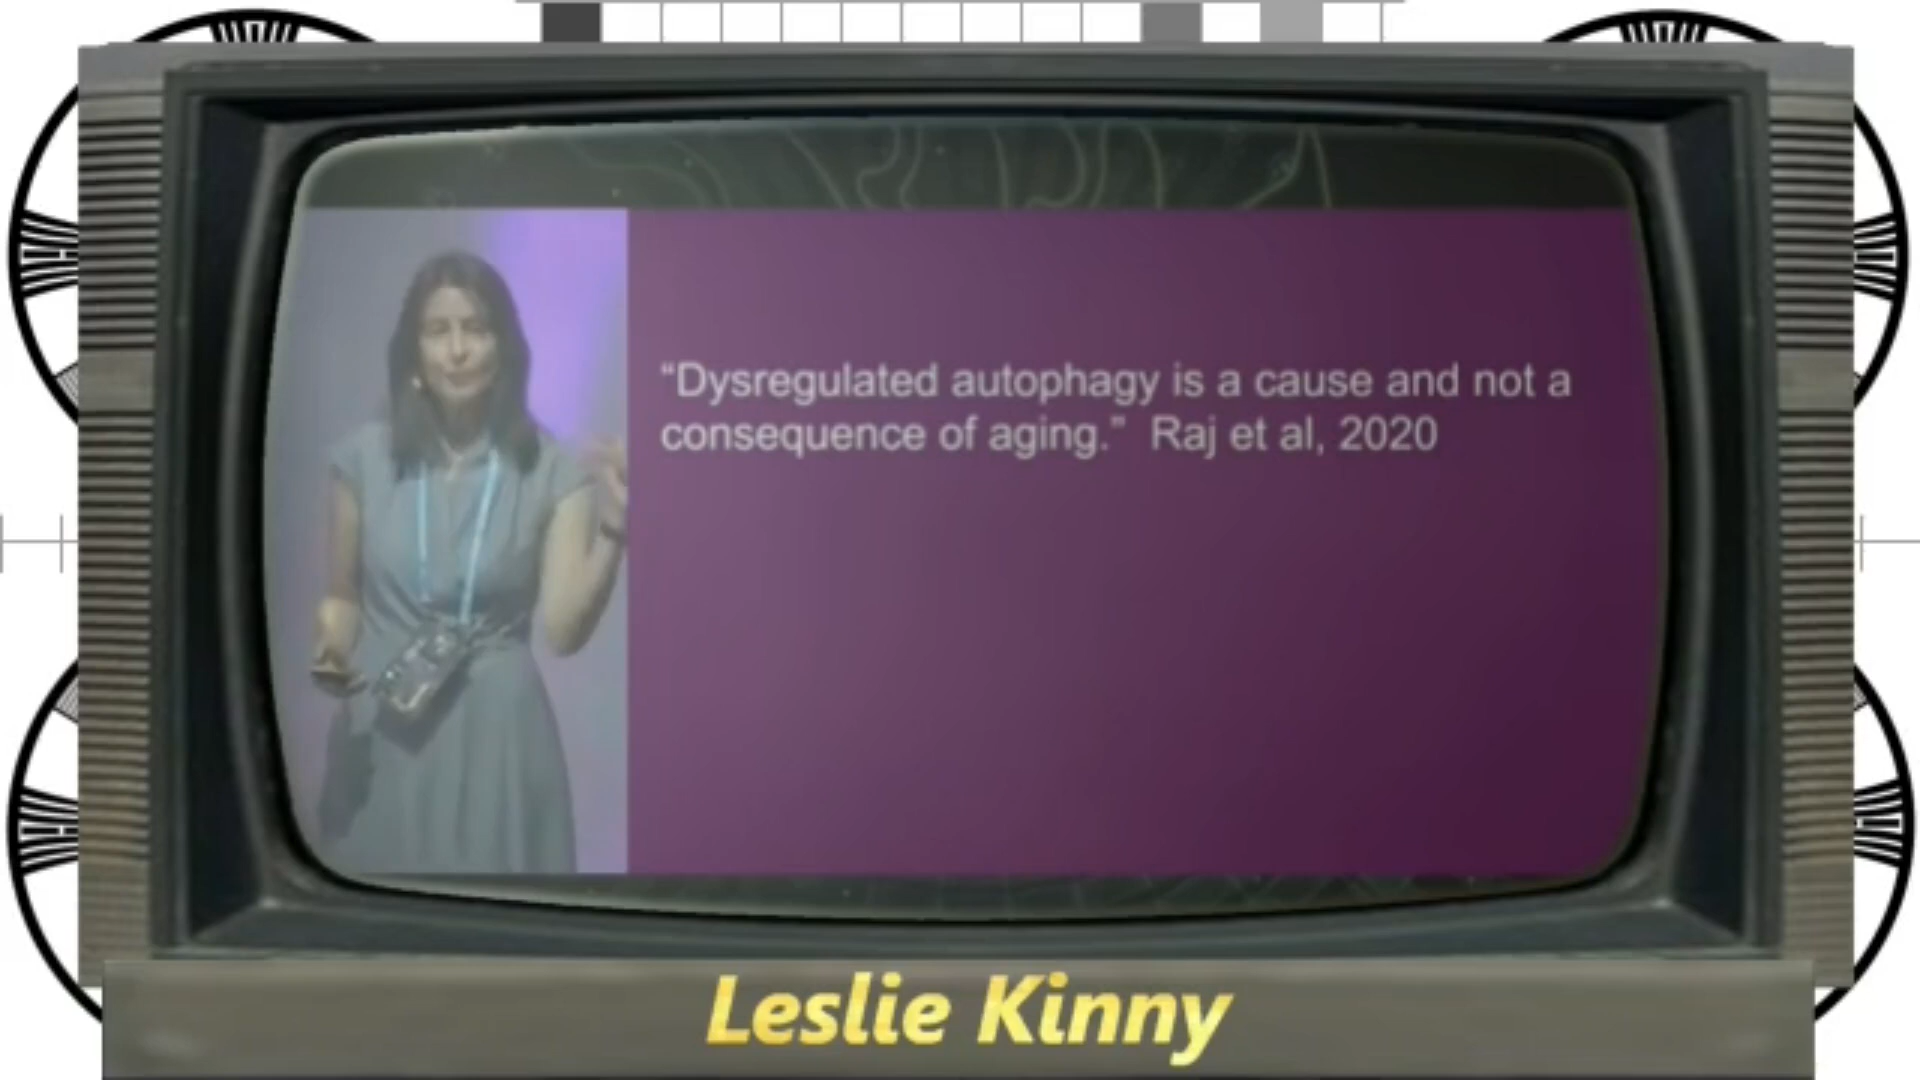 “Dysregulated autophagy is a cause and not a
consequence of aging.”  Raj et al, 2020
Leslie Kinny